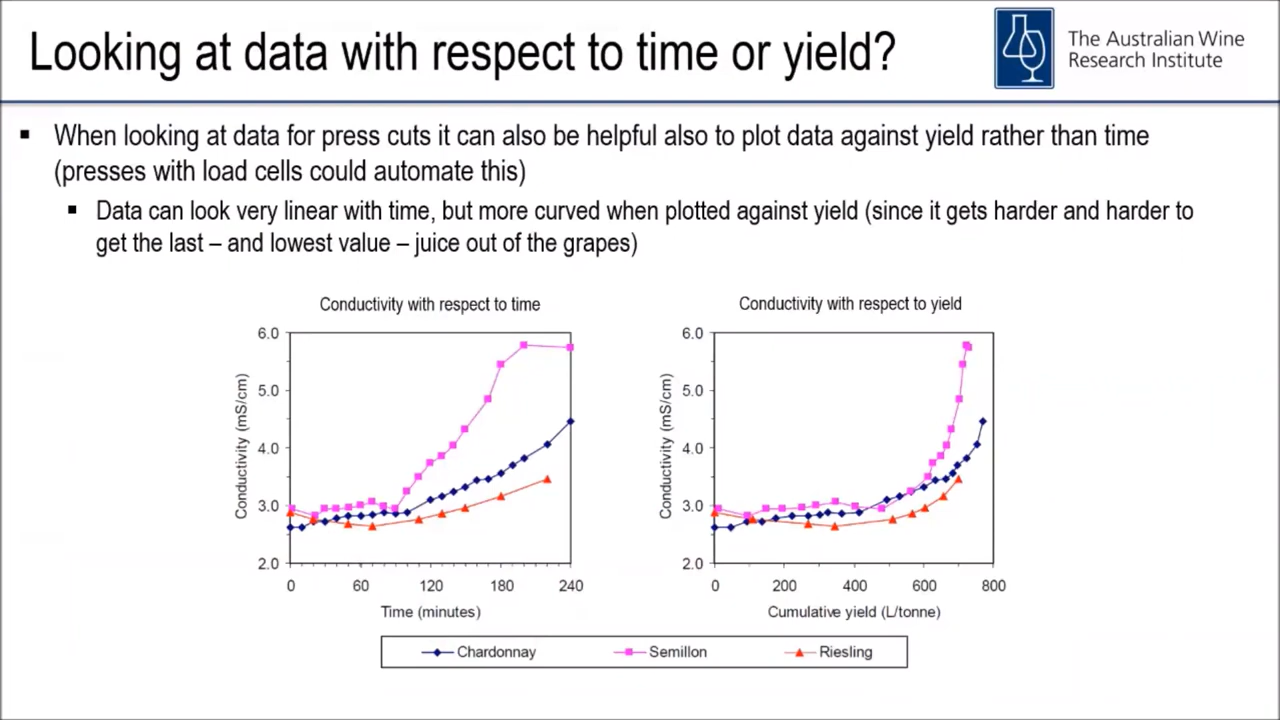 Looking at data with respect to time or yield?
The Australian Wine
Research Institute
▪ When looking at data for press cuts it can also be helpful also to plot data against yield rather than time
(presses with load cells could automate this)
▪ Data can look very linear with time, but more curved when plotted against yield (since it gets harder and harder to
get the last – and lowest value – juice out of the grapes)
Conductivity with respect to time
6.0
5.0
4.0
3.0
2.0
Conductivity (mS/cm)
0 60 120 180 240
Time (minutes)
Conductivity with respect to yield
6.0
5.0
4.0
3.0
2.0
Conductivity (mS/cm)
0 200 400 600 800
Cumulative yield (L/tonne)
Chardonnay Semillon Riesling